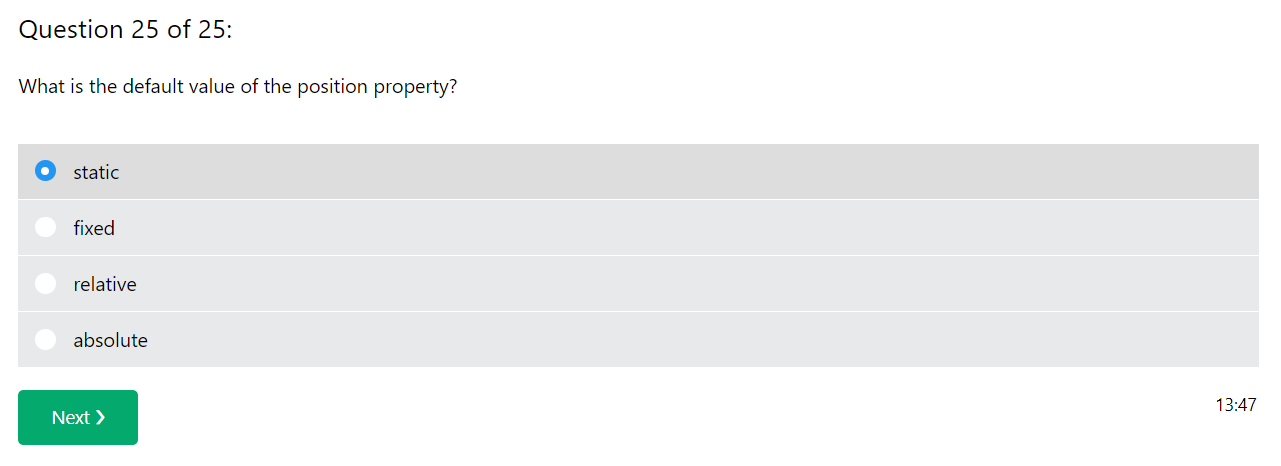 Question 25 of 25:
What is the default value of the position property?
static
fixed
relative
absolute
Next ❯
13:47